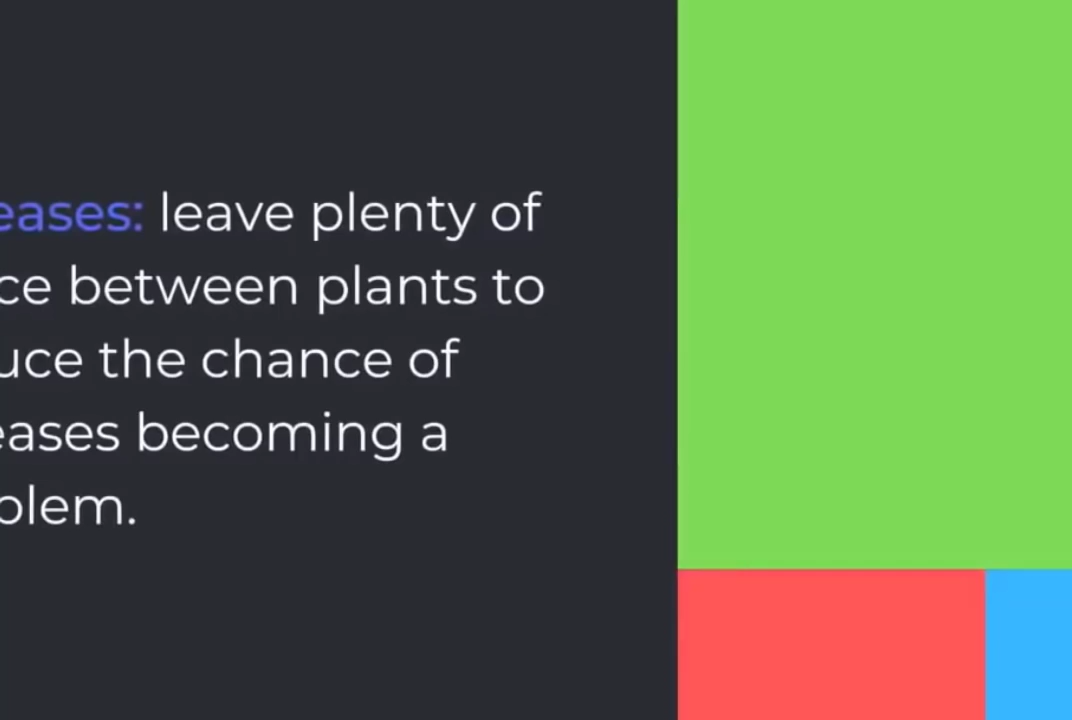 eases: leave plenty of
ce between plants to
uce the chance of
eases becoming a
blem.